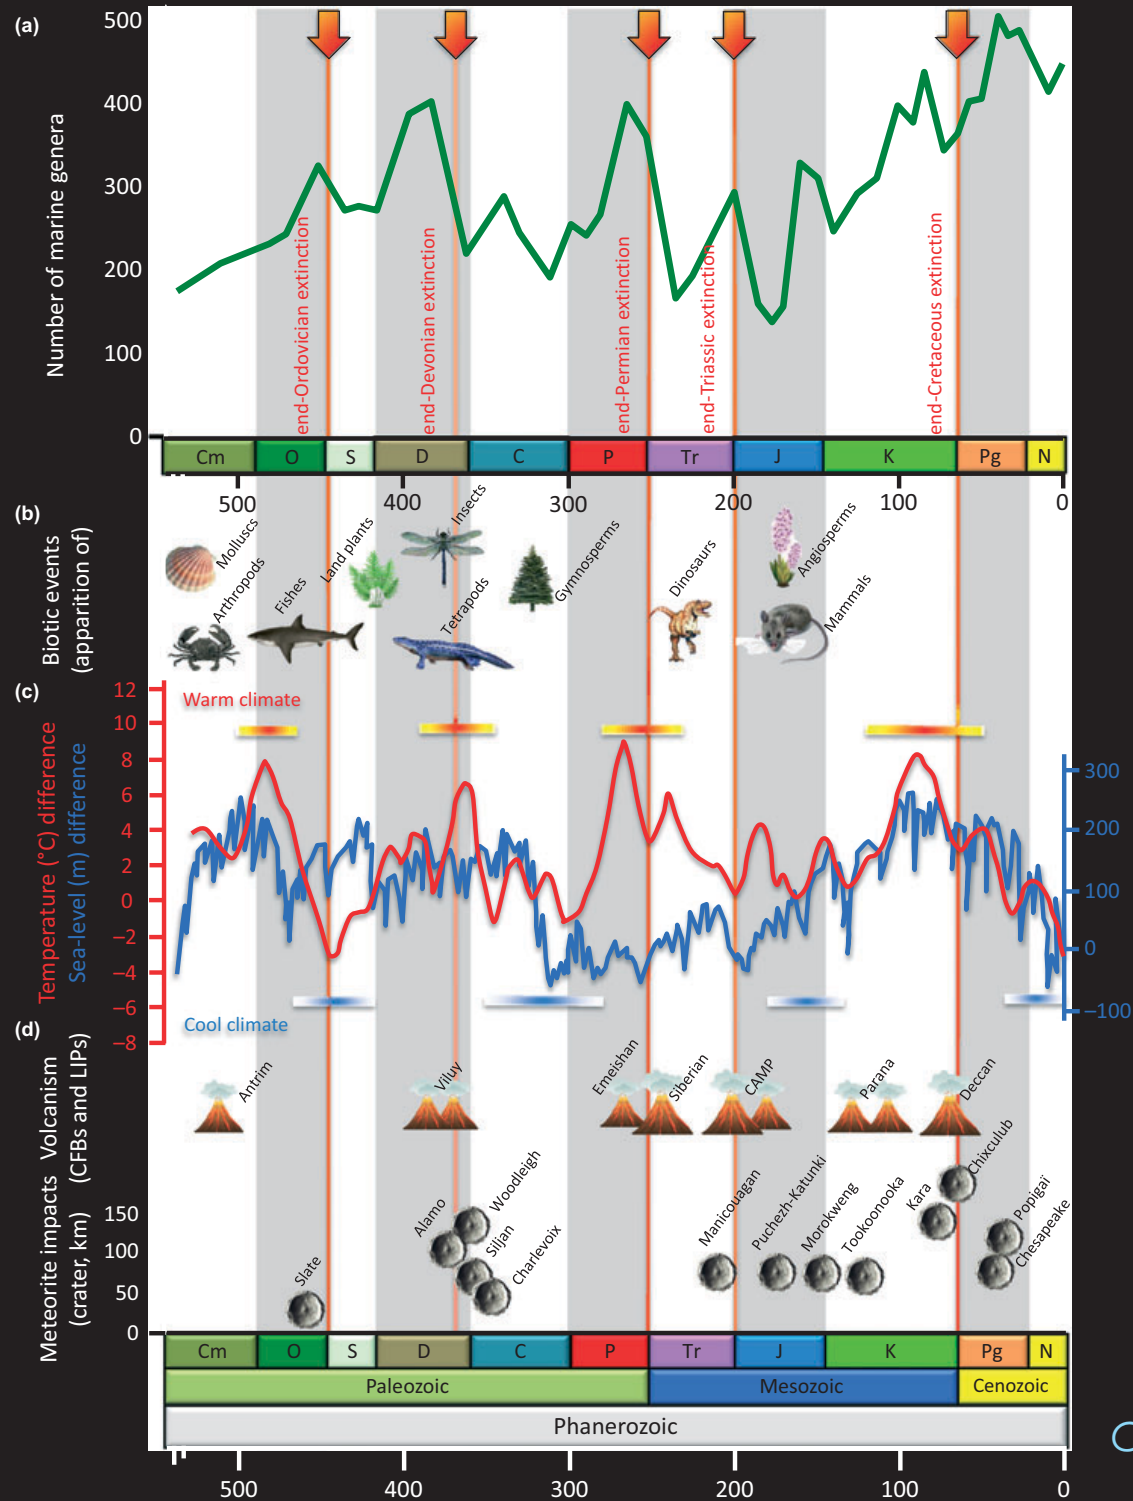 (a)
500
400
300
200
100
0
Number of marine genera
end-Ordovician extinction
end-Devonian extinction
end-Permian extinction
end-Triassic extinction
end-Cretaceous extinction
Cm O S D C P Tr J K Pg N
500 400 300 200 100 0
(b)
Biotic events
(apparition of)
Molluscs
Arthropods
Fishes
Land plants
Insects
Tetrapods
Gymnosperms
Dinosaurs
Angiosperms
Mammals
(c)
Temperature (°C) difference
Sea-level (m) difference
12
10
8
6
4
2
0
−2
−4
−6
−8
Warm climate
Cool climate
300
200
100
0
−100
(d)
Volcanism
(CFBs and LIPs)
Antrim
Viluy
Emeishan
Siberian
CAMP
Parana
Deccan
Meteorite impacts
(crater, km)
150
100
50
0
Slate
Alamo
Woodleigh
Siljan
Charlevoix
Manicouagan
Puchezh-Katunki
Morokweng
Tookoonooka
Kara
Chixculub
Popigaï
Chesapeake
Cm O S D C P Tr J K Pg N
Paleozoic Mesozoic Cenozoic
Phanerozoic
500 400 300 200 100 0